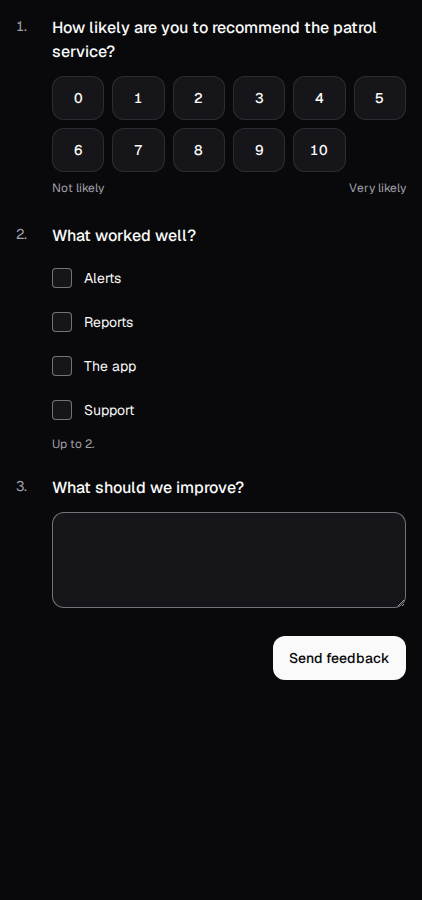 1. How likely are you to recommend the patrol
service?
0 1 2 3 4 5
6 7 8 9 10
Not likely Very likely
2. What worked well?
Alerts
Reports
The app
Support
Up to 2.
3. What should we improve?
Send feedback